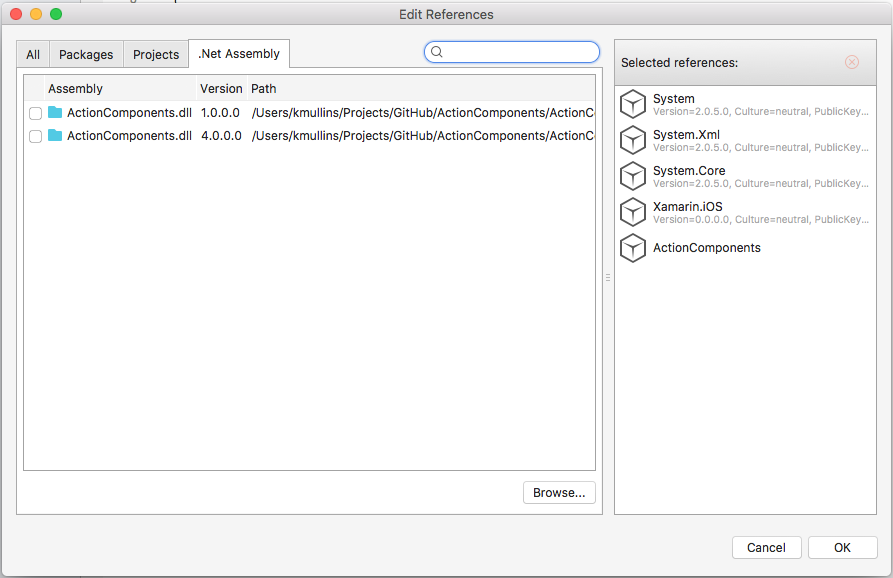 Edit References
All Packages Projects .Net Assembly
Assembly Version Path
ActionComponents.dll 1.0.0.0 /Users/kmullins/Projects/GitHub/ActionComponents/ActionC
ActionComponents.dll 4.0.0.0 /Users/kmullins/Projects/GitHub/ActionComponents/ActionC
Browse...
Selected references:
System
Version=2.0.5.0, Culture=neutral, PublicKey...
System.Xml
Version=2.0.5.0, Culture=neutral, PublicKey...
System.Core
Version=2.0.5.0, Culture=neutral, PublicKey...
Xamarin.iOS
Version=0.0.0.0, Culture=neutral, PublicKey...
ActionComponents
Cancel OK